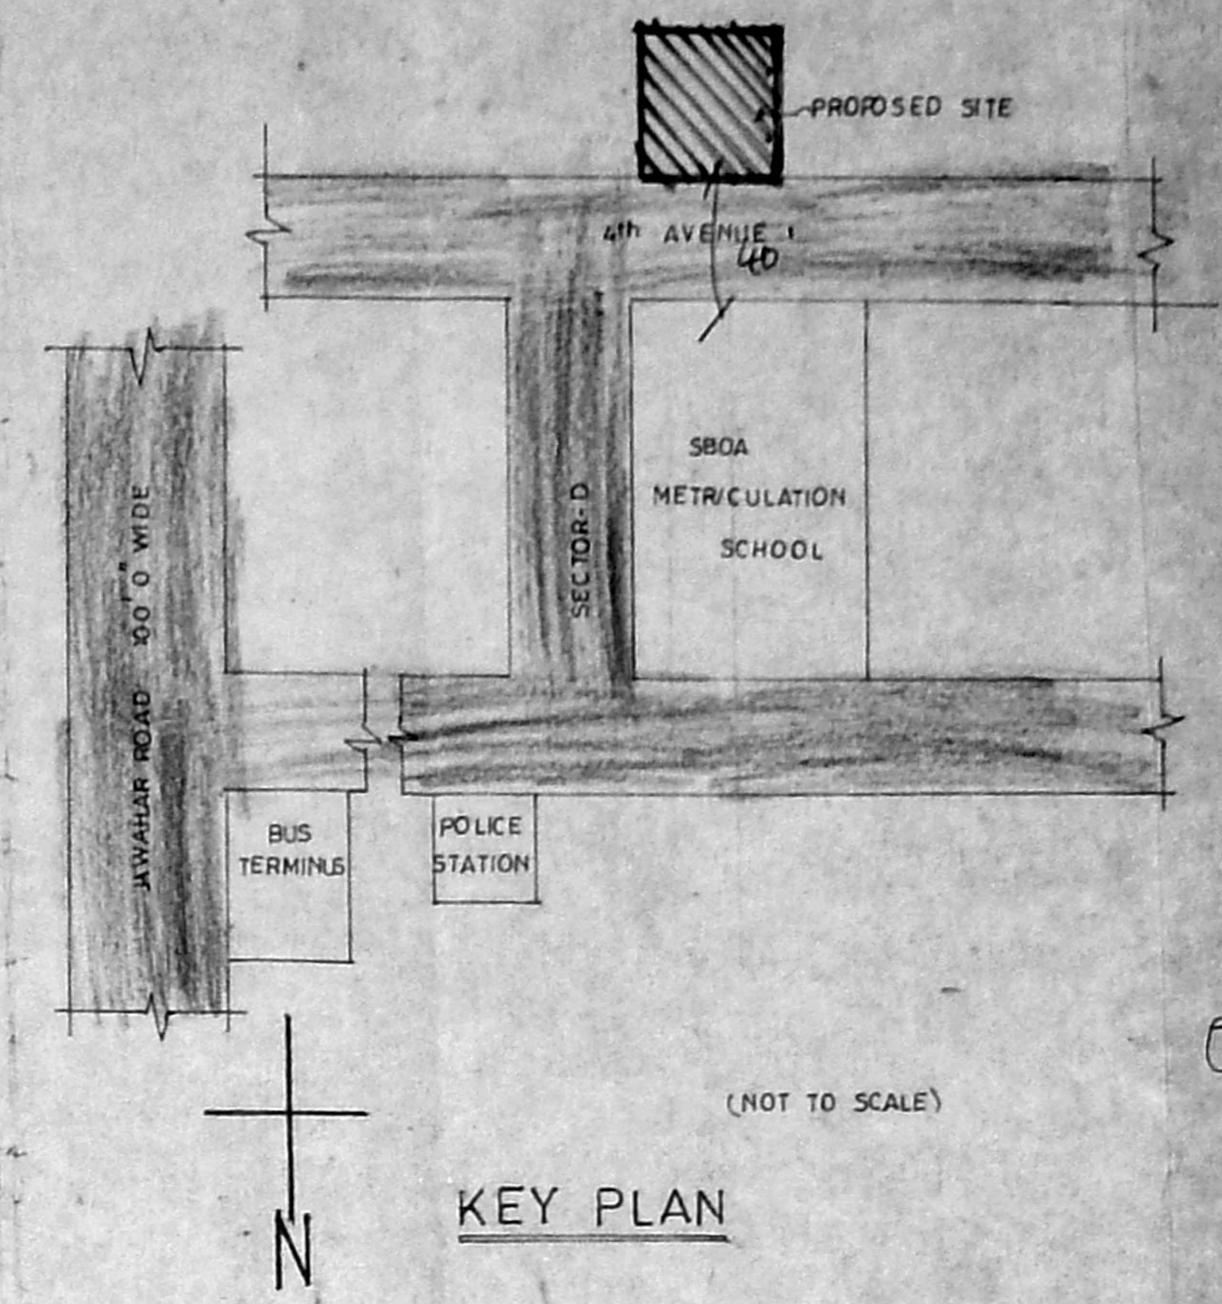 PROPOSED SITE
4th AVENUE
40
SBOA
METRICULATION
SCHOOL
SECTOR-D
JAWAHAR ROAD 100'0" WIDE
BUS
TERMINUS
POLICE
STATION
(NOT TO SCALE)
KEY PLAN
N